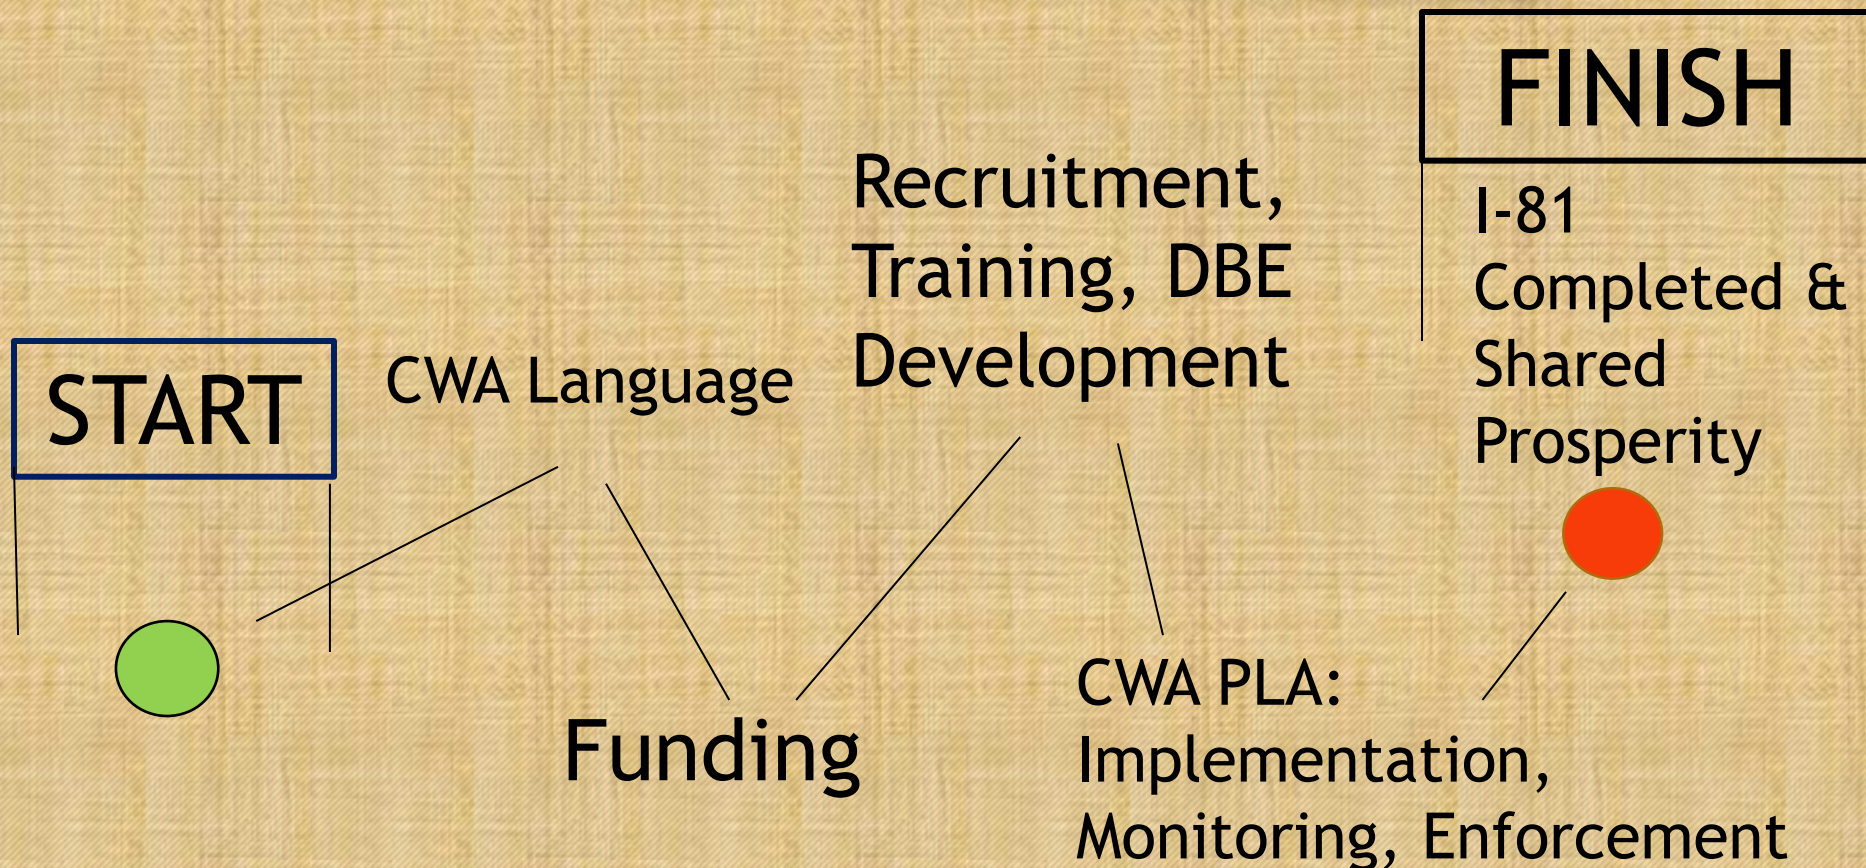 START
CWA Language
Funding
Recruitment,
Training, DBE
Development
CWA PLA:
Implementation,
Monitoring, Enforcement
FINISH
I-81
Completed &
Shared
Prosperity